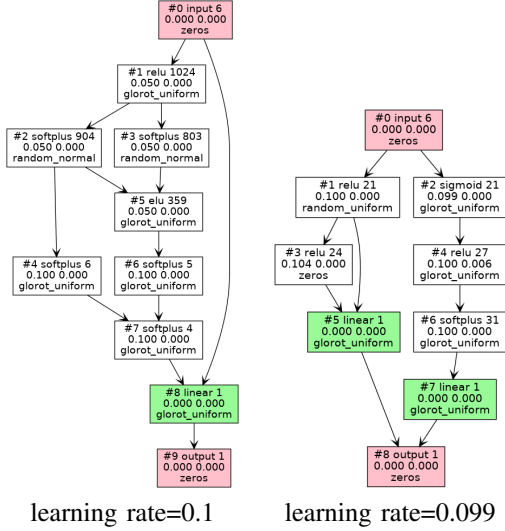 #0 input 6
0.000 0.000
zeros
#1 relu 1024
0.050 0.000
glorot_uniform
#2 softplus 904
0.050 0.000
random_normal
#3 softplus 803
0.050 0.000
random_normal
#5 elu 359
0.050 0.000
glorot_uniform
#4 softplus 6
0.100 0.000
glorot_uniform
#6 softplus 5
0.100 0.000
glorot_uniform
#7 softplus 4
0.100 0.000
glorot_uniform
#8 linear 1
0.000 0.000
glorot_uniform
#9 output 1
0.000 0.000
zeros
learning rate=0.1
#0 input 6
0.000 0.000
zeros
#1 relu 21
0.100 0.000
random_uniform
#2 sigmoid 21
0.099 0.000
glorot_uniform
#3 relu 24
0.104 0.000
zeros
#4 relu 27
0.100 0.006
glorot_uniform
#5 linear 1
0.000 0.000
glorot_uniform
#6 softplus 31
0.100 0.000
glorot_uniform
#7 linear 1
0.000 0.000
glorot_uniform
#8 output 1
0.000 0.000
zeros
learning rate=0.099